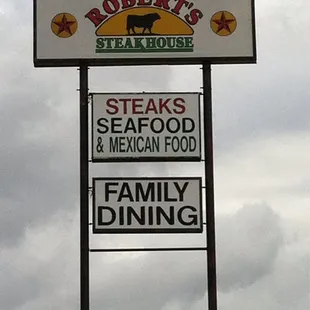 ROBERT'S
STEAKHOUSE
STEAKS
SEAFOOD
& MEXICAN FOOD
FAMILY
DINING